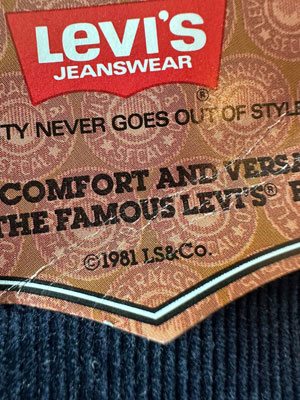 LeVI'S
JEANSWEAR
®
TY NEVER GOES OUT OF STYLE
COMFORT AND VERSA
THE FAMOUS LEVI'S®
©1981 LS&Co.